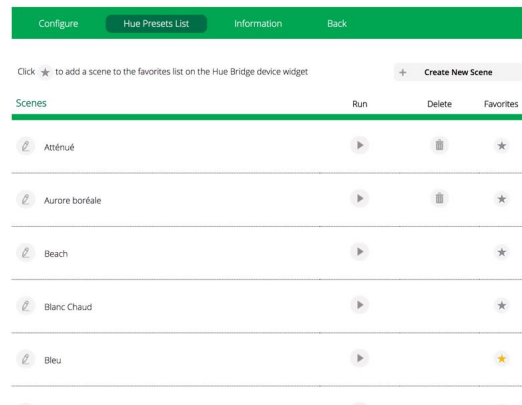 Configure Hue Presets List Information Back
Click ★ to add a scene to the favorites list on the Hue Bridge device widget
+ Create New Scene
Scenes Run Delete Favorites
Atténué
Aurore boréale
Beach
Blanc Chaud
Bleu